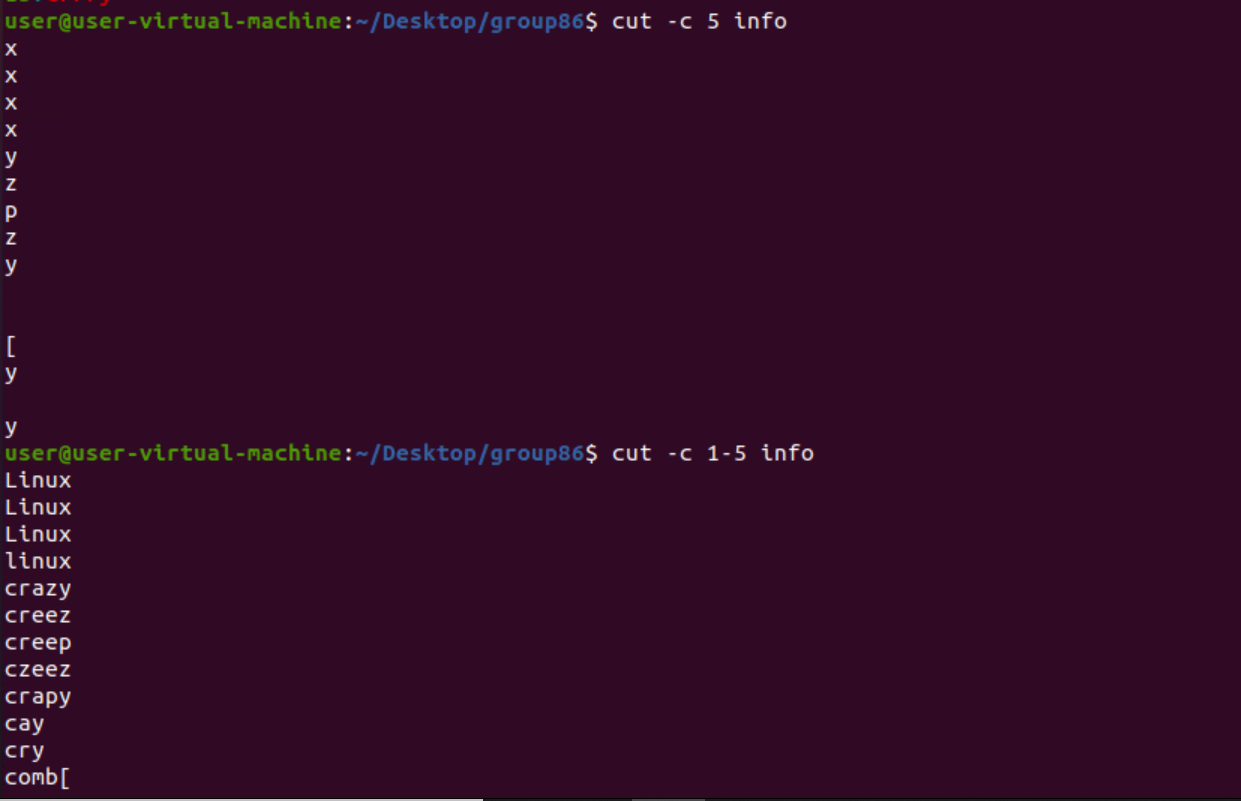 user@user-virtual-machine:~/Desktop/group86$ cut -c 5 info
x
x
x
x
y
z
p
z
y
[
y
y
user@user-virtual-machine:~/Desktop/group86$ cut -c 1-5 info
Linux
Linux
Linux
linux
crazy
creez
creep
czeez
crapy
cay
cry
comb[